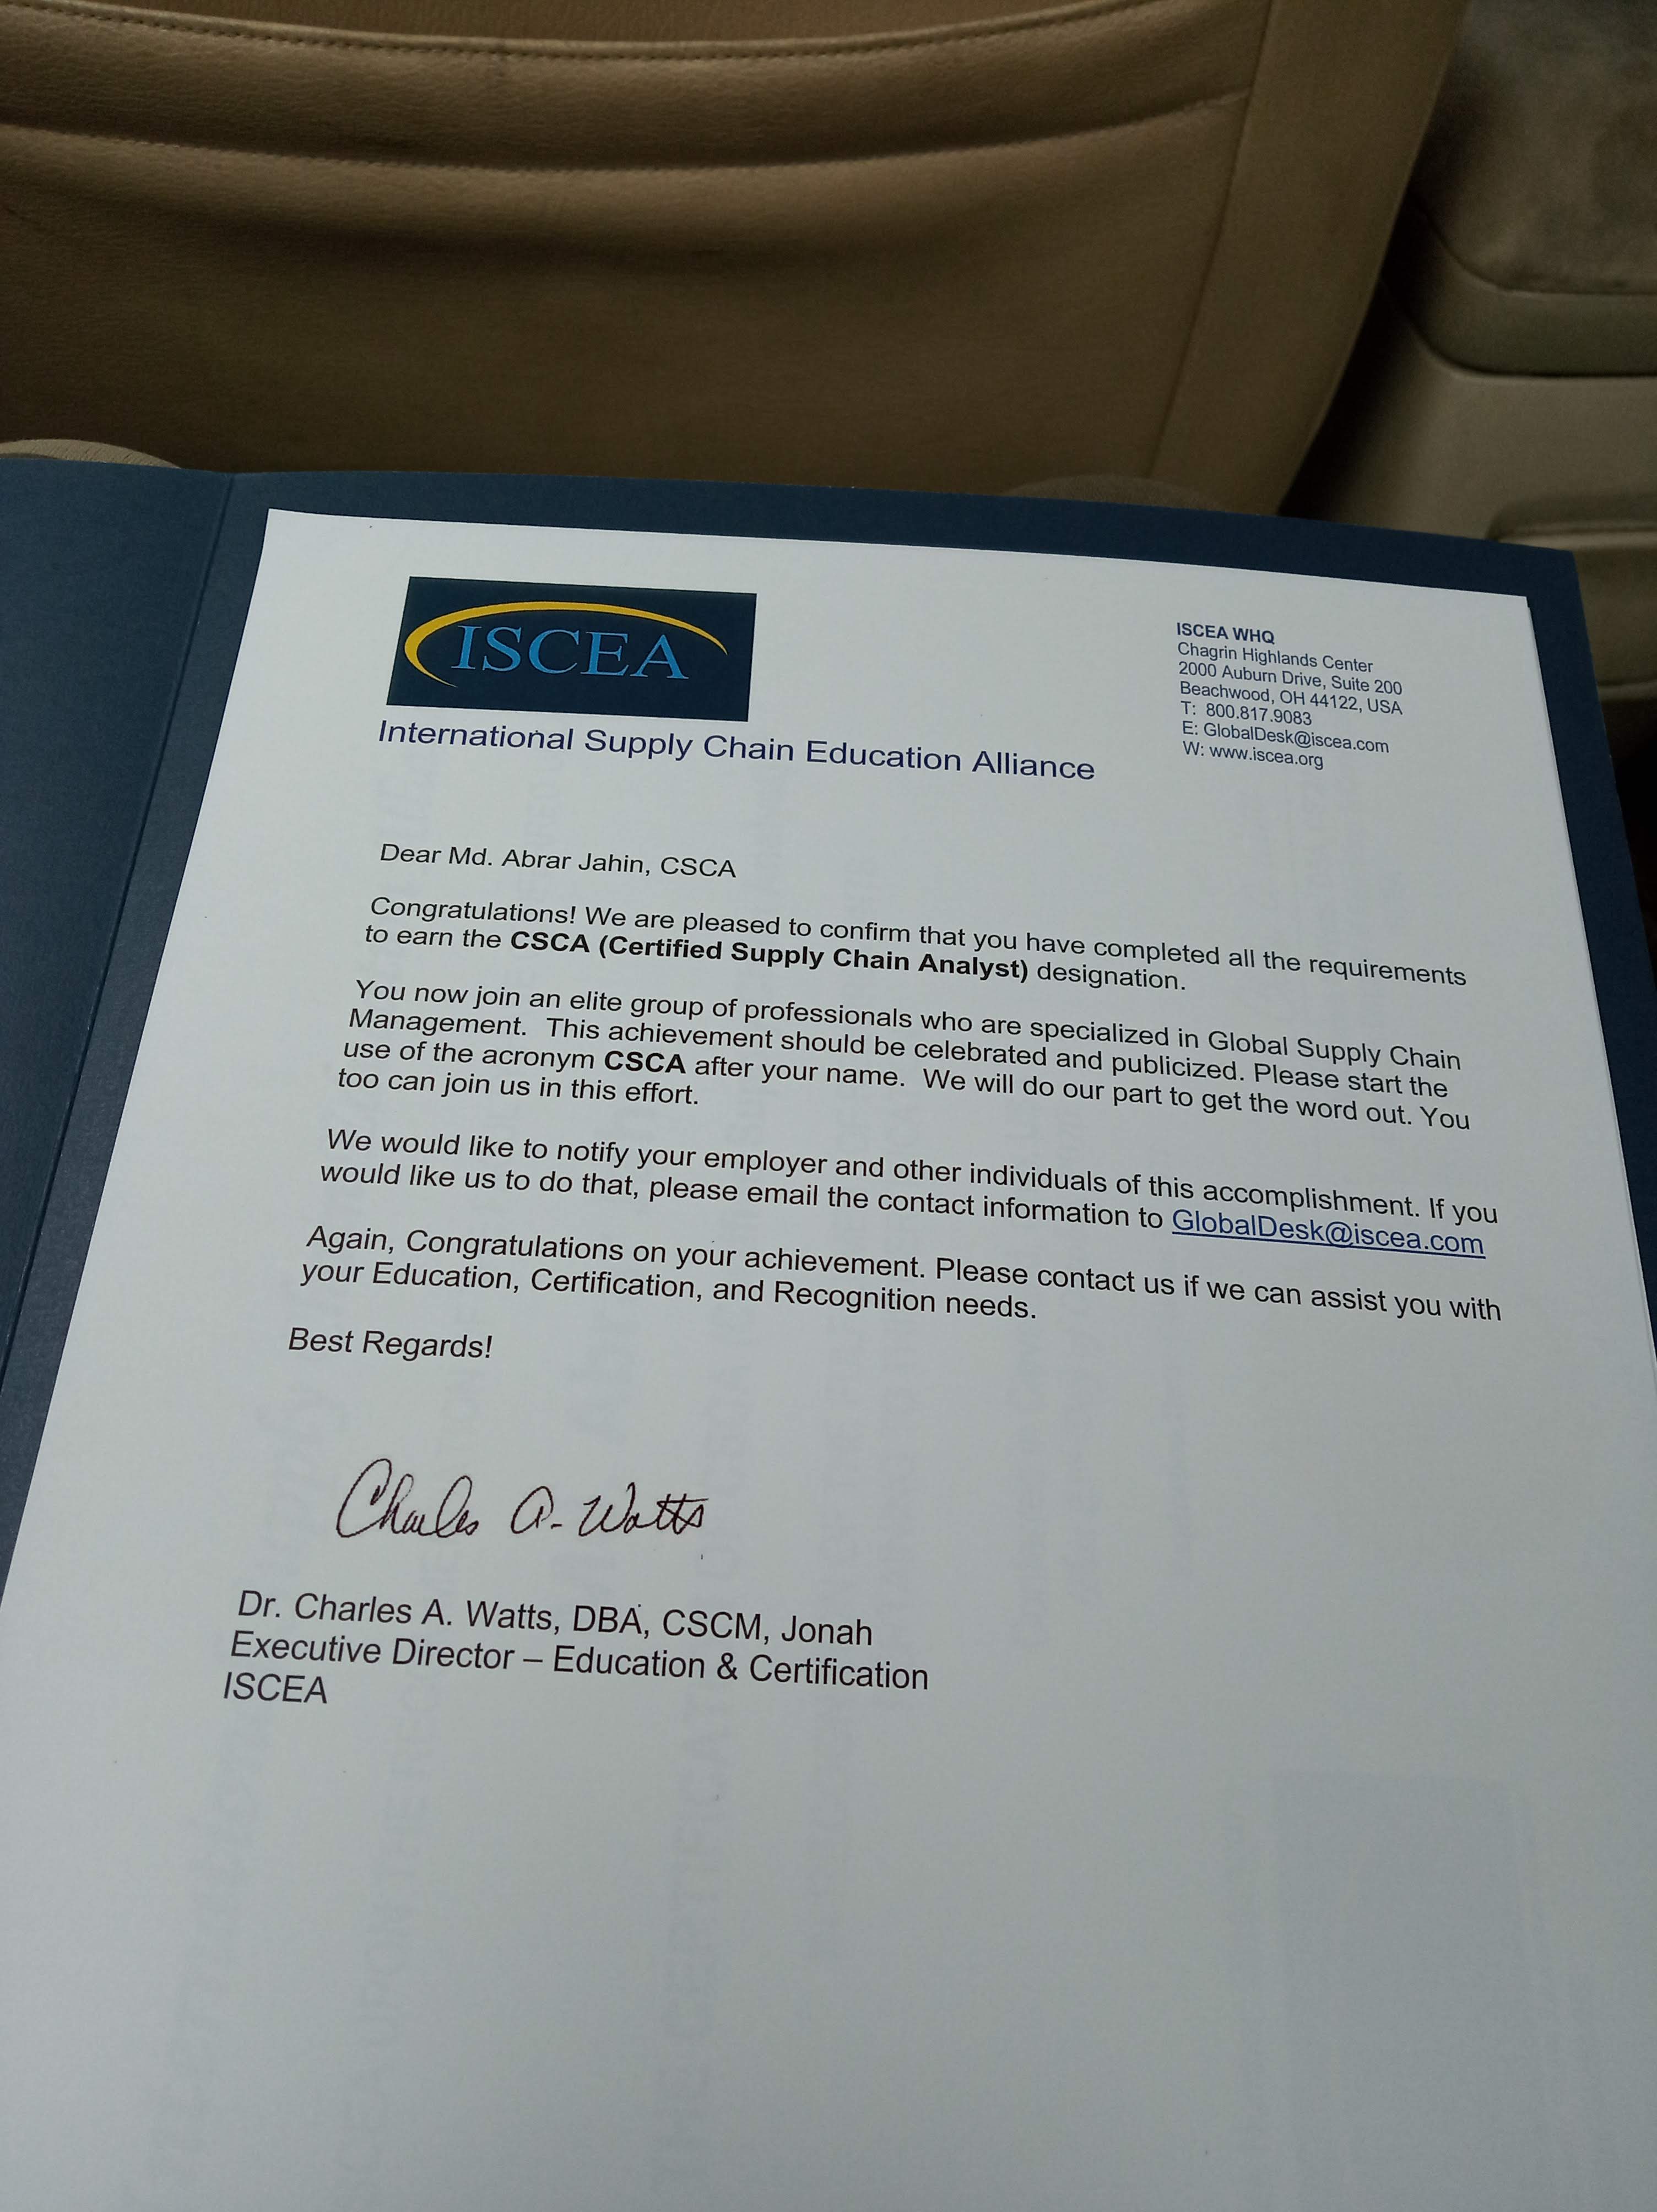 ISCEA
International Supply Chain Education Alliance
ISCEA WHQ
Chagrin Highlands Center
2000 Auburn Drive, Suite 200
Beachwood, OH 44122, USA
T: 800.817.9083
E: GlobalDesk@iscea.com
W: www.iscea.org
Dear Md. Abrar Jahin, CSCA
Congratulations! We are pleased to confirm that you have completed all the requirements
to earn the CSCA (Certified Supply Chain Analyst) designation.
You now join an elite group of professionals who are specialized in Global Supply Chain
Management. This achievement should be celebrated and publicized. Please start the
use of the acronym CSCA after your name. We will do our part to get the word out. You
too can join us in this effort.
We would like to notify your employer and other individuals of this accomplishment. If you
would like us to do that, please email the contact information to GlobalDesk@iscea.com
Again, Congratulations on your achievement. Please contact us if we can assist you with
your Education, Certification, and Recognition needs.
Best Regards!
Charles A. Watts
Dr. Charles A. Watts, DBA, CSCM, Jonah
Executive Director – Education & Certification
ISCEA